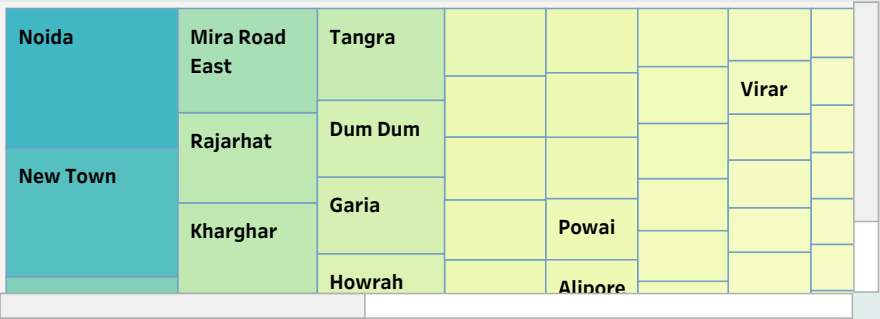 Noida
New Town
Mira Road
East
Rajarhat
Kharghar
Tangra
Dum Dum
Garia
Howrah
Powai
Alipore
Virar